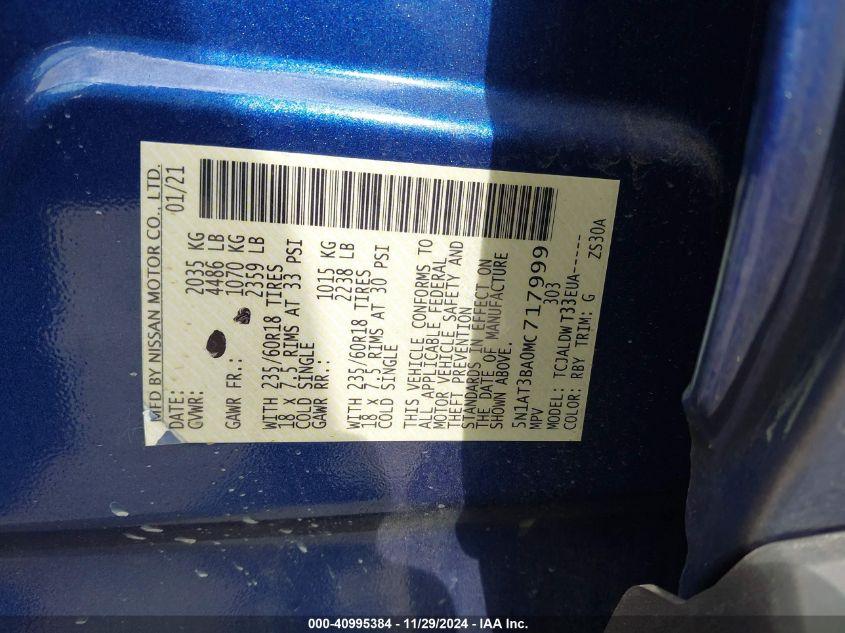 MFD BY NISSAN MOTOR CO., LTD.
DATE: 01/21
GVWR: 2035 KG
4486 LB
GAWR FR.: 1070 KG
2359 LB
WITH 235/60R18 TIRES
18 X 7.5 RIMS AT 33 PSI
COLD SINGLE
GAWR RR.: 1015 KG
2238 LB
WITH 235/60R18 TIRES
18 X 7.5 RIMS AT 30 PSI
COLD SINGLE
THIS VEHICLE CONFORMS TO
ALL APPLICABLE FEDERAL
MOTOR VEHICLE SAFETY AND
THEFT PREVENTION
STANDARDS IN EFFECT ON
THE DATE OF MANUFACTURE
SHOWN ABOVE.
5N1AT3BA0MC717999
MPV 303
MODEL: TCJALDWT33EUA------
COLOR: RBY TRIM: G ZS30A
000-40995384 - 11/29/2024 - IAA Inc.